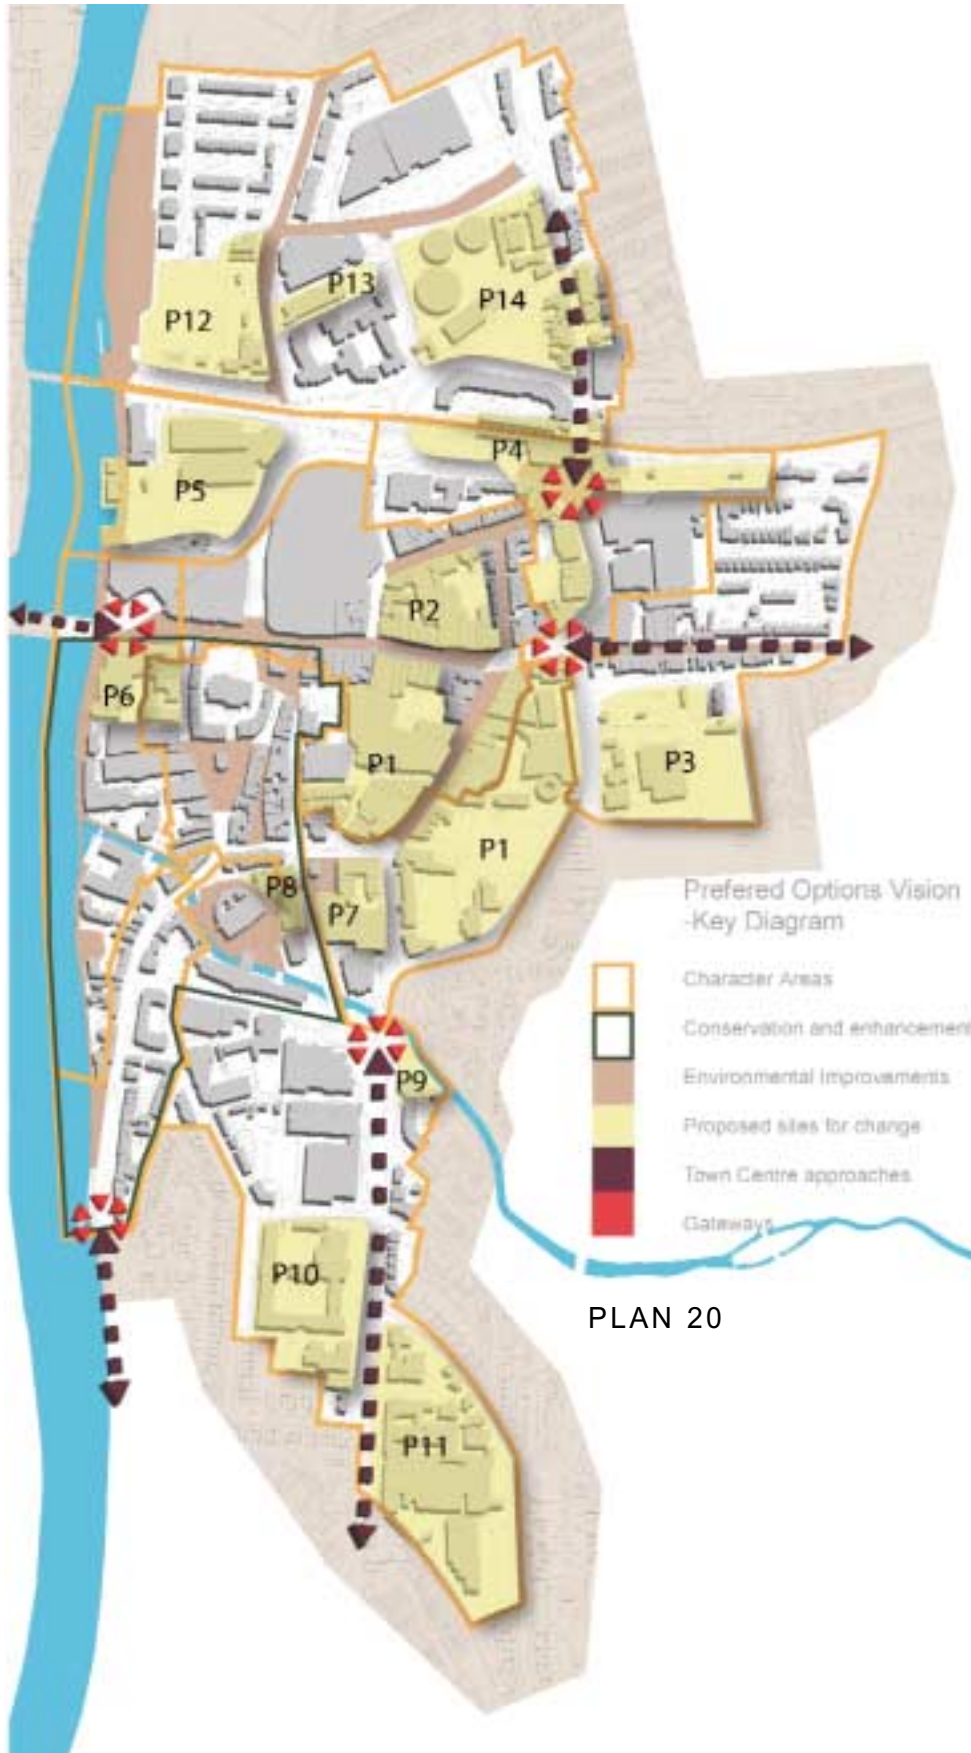 P13
P14
P12
P4
P5
P2
P6
P1
P3
P1
P8
P7
P9
P10
P11
Prefered Options Vision
-Key Diagram
Character Areas
Conservation and enhancement
Environmental Improvements
Proposed sites for change
Town Centre approaches
Gateways
PLAN 20